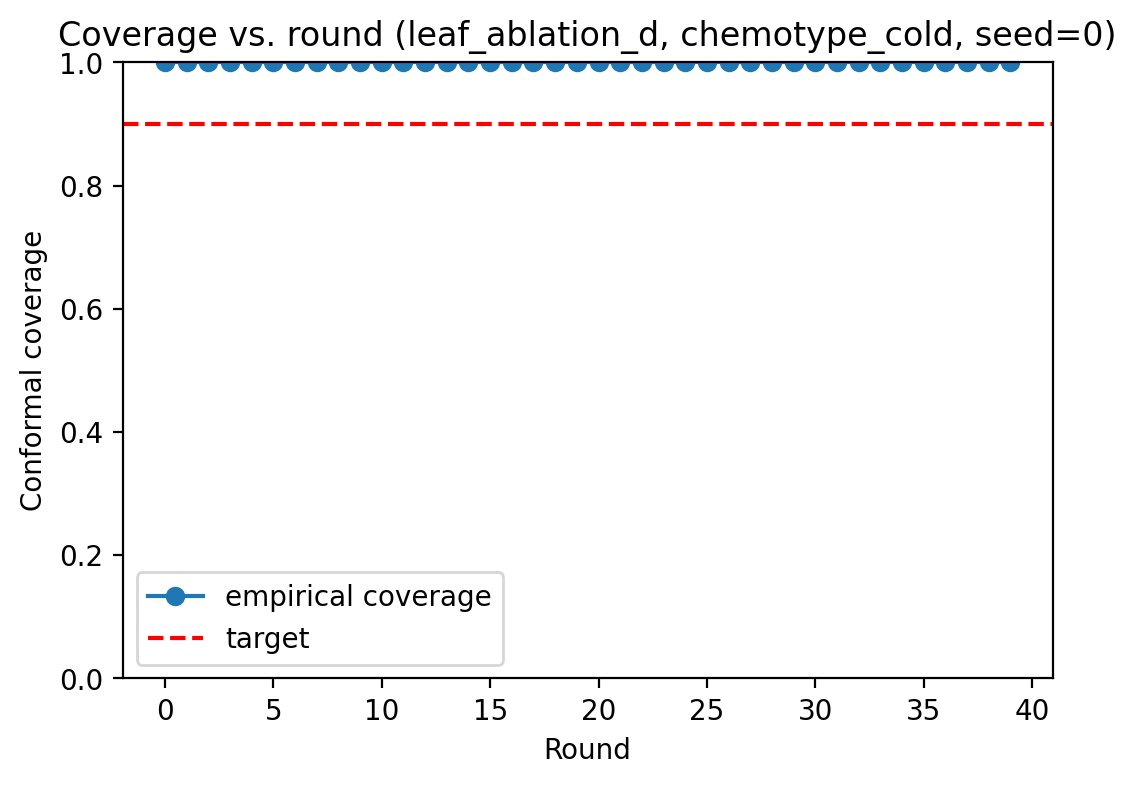 Coverage vs. round (leaf_ablation_d, chemotype_cold, seed=0)
1.0
0.8
0.6
0.4
0.2
0.0
Conformal coverage
empirical coverage
target
0 5 10 15 20 25 30 35 40
Round